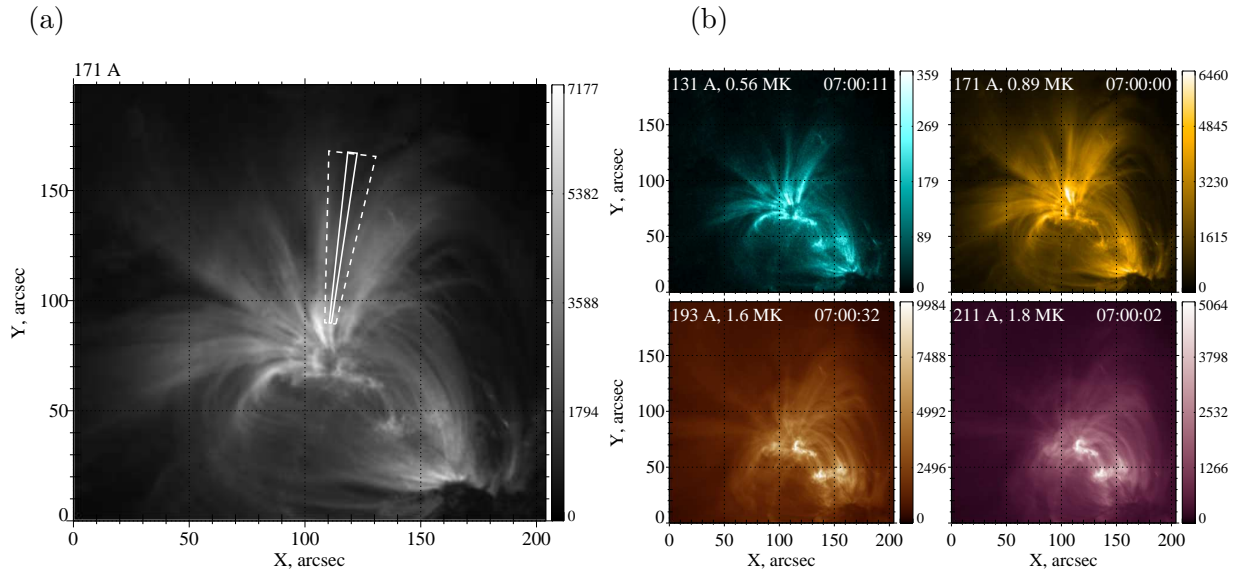 (a)
171 A
7177
5382
3588
1794
0
150
100
50
0
Y, arcsec
0 50 100 150 200
X, arcsec
(b)
131 A, 0.56 MK 07:00:11
359
269
179
89
0
150
100
50
0
Y, arcsec
171 A, 0.89 MK 07:00:00
6460
4845
3230
1615
0
193 A, 1.6 MK 07:00:32
9984
7488
4992
2496
0
150
100
50
0
Y, arcsec
0 50 100 150 200
X, arcsec
211 A, 1.8 MK 07:00:02
5064
3798
2532
1266
0
0 50 100 150 200
X, arcsec